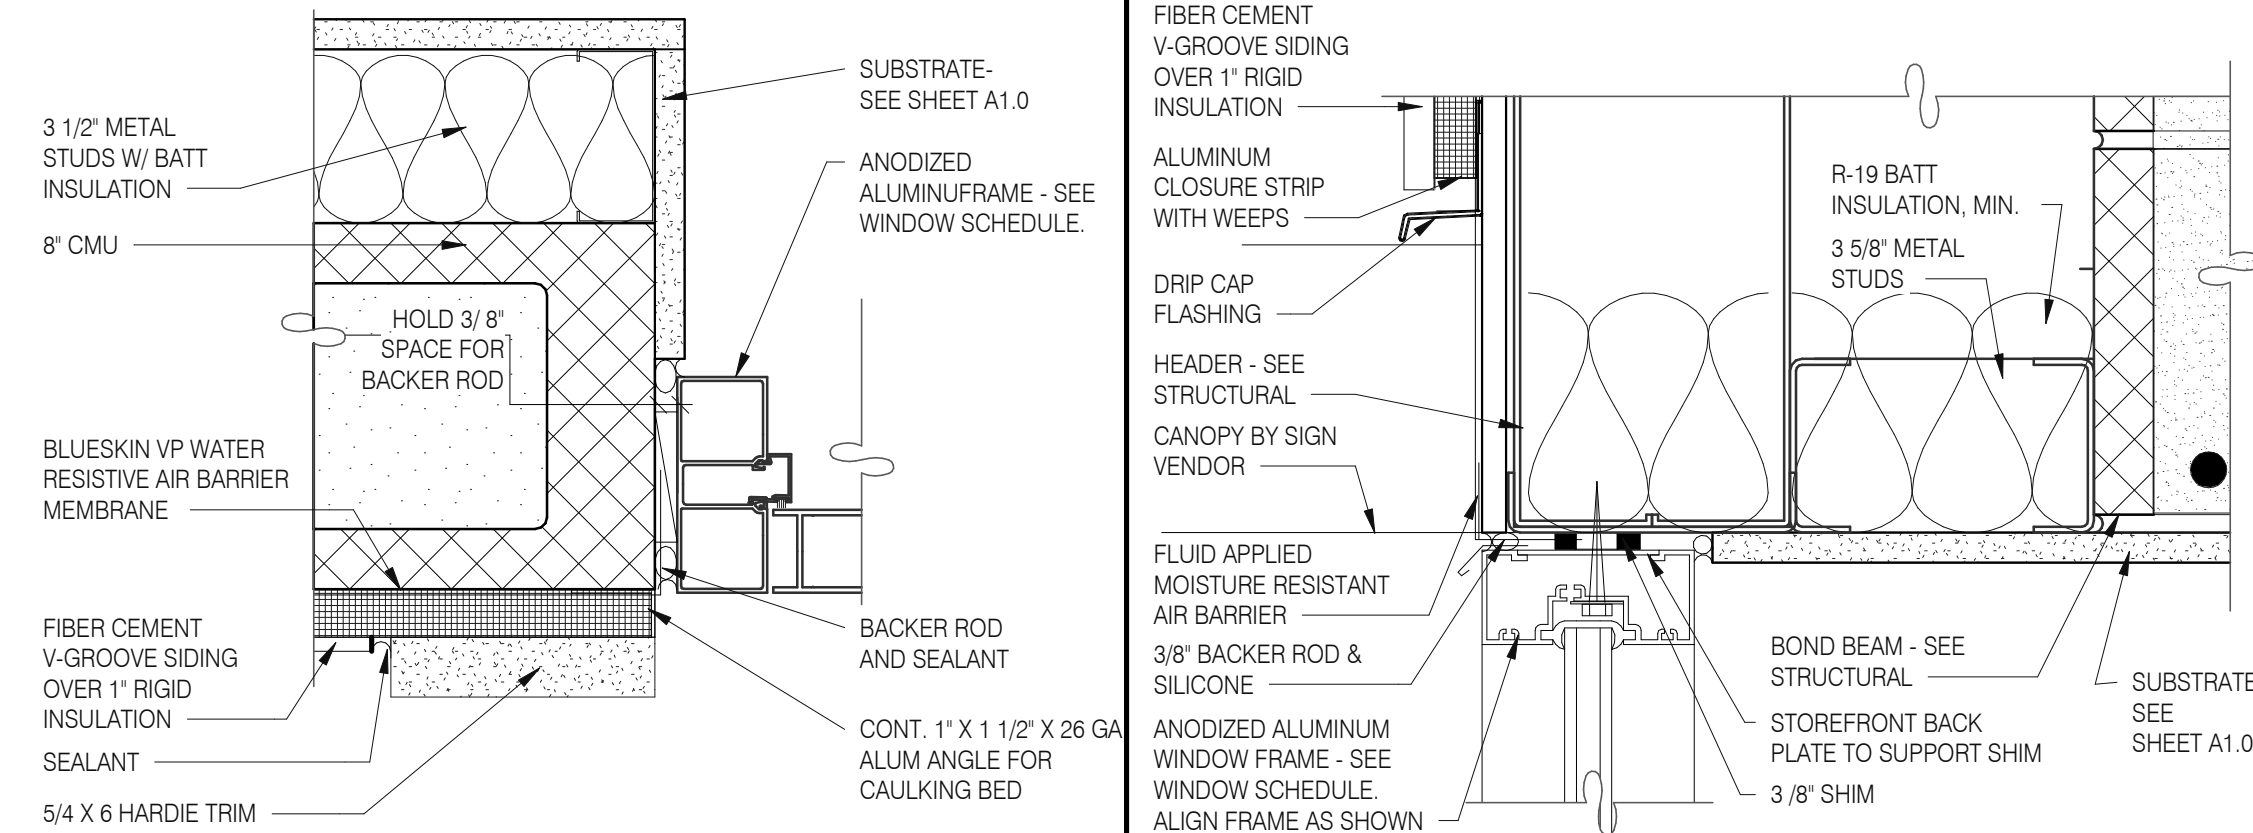 3 1/2" METAL
STUDS W/ BATT
INSULATION
8" CMU
HOLD 3/ 8"
SPACE FOR
BACKER ROD
BLUESKIN VP WATER
RESISTIVE AIR BARRIER
MEMBRANE
FIBER CEMENT
V-GROOVE SIDING
OVER 1" RIGID
INSULATION
SEALANT
5/4 X 6 HARDIE TRIM
SUBSTRATE-
SEE SHEET A1.0
ANODIZED
ALUMINUFRAME - SEE
WINDOW SCHEDULE.
BACKER ROD
AND SEALANT
CONT. 1" X 1 1/2" X 26 GA
ALUM ANGLE FOR
CAULKING BED
FIBER CEMENT
V-GROOVE SIDING
OVER 1" RIGID
INSULATION
ALUMINUM
CLOSURE STRIP
WITH WEEPS
DRIP CAP
FLASHING
HEADER - SEE
STRUCTURAL
CANOPY BY SIGN
VENDOR
FLUID APPLIED
MOISTURE RESISTANT
AIR BARRIER
3/8" BACKER ROD &
SILICONE
ANODIZED ALUMINUM
WINDOW FRAME - SEE
WINDOW SCHEDULE.
ALIGN FRAME AS SHOWN
R-19 BATT
INSULATION, MIN.
3 5/8" METAL
STUDS
BOND BEAM - SEE
STRUCTURAL
STOREFRONT BACK
PLATE TO SUPPORT SHIM
3 /8" SHIM
SUBSTRATE
SEE
SHEET A1.0